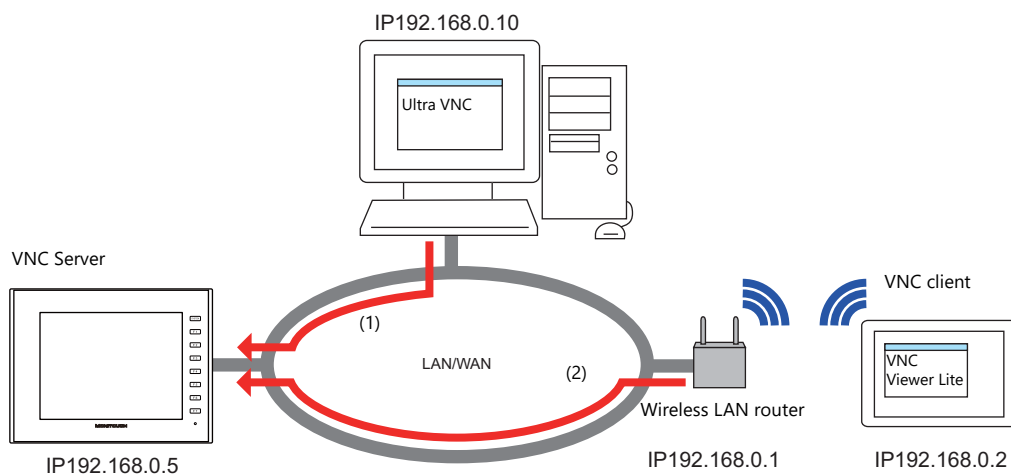 IP192.168.0.10
Ultra VNC
VNC Server
VNC client
(1)
LAN/WAN
(2)
VNC
Viewer Lite
MONITOUCH
Wireless LAN router
IP192.168.0.5
IP192.168.0.1
IP192.168.0.2